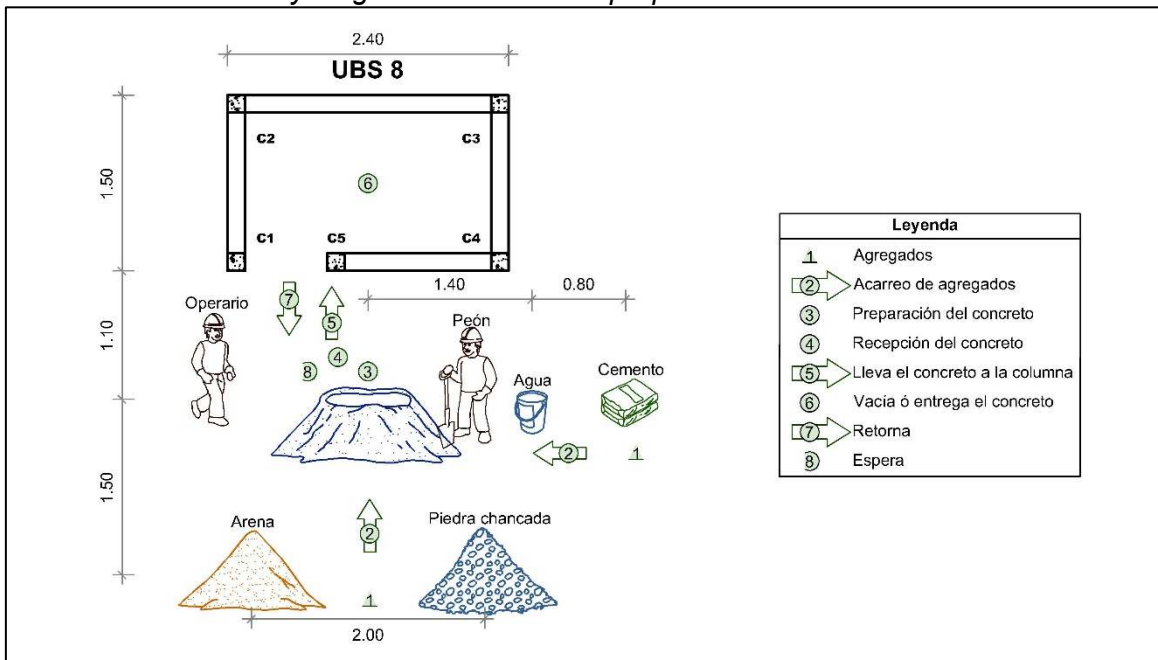 2.40
UBS 8
C2
C3
6
1.50
C1
C5
C4
7
1.40
0.80
Operario
5
Peón
1.10
4
8
3
Agua
Cemento
2
1
1.50
Arena
2
Piedra chancada
1
2.00
Leyenda
1 Agregados
2 Acarreo de agregados
3 Preparación del concreto
4 Recepción del concreto
5 Lleva el concreto a la columna
6 Vacía ó entrega el concreto
7 Retorna
8 Espera